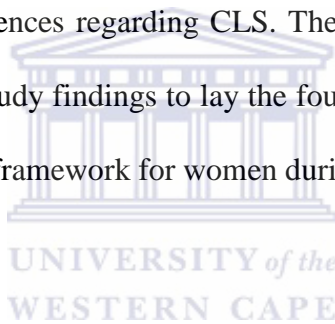 ences regarding CLS. The
udy findings to lay the fou
framework for women duri
UNIVERSITY of the
WESTERN CAPE